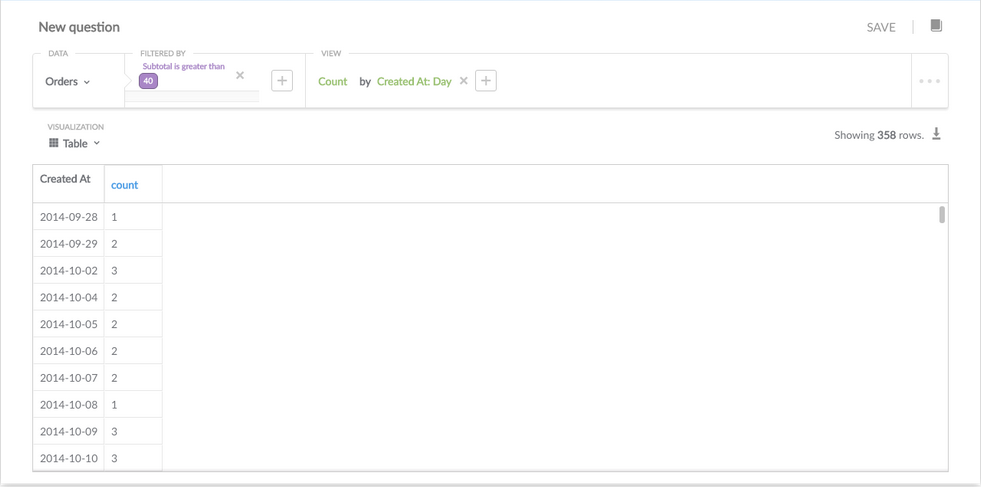 New question
SAVE
DATA
FILTERED BY
VIEW
Orders
Subtotal is greater than
40
Count by Created At: Day
VISUALIZATION
Table
Showing 358 rows.
Created At count
2014-09-28 1
2014-09-29 2
2014-10-02 3
2014-10-04 2
2014-10-05 2
2014-10-06 2
2014-10-07 2
2014-10-08 1
2014-10-09 3
2014-10-10 3